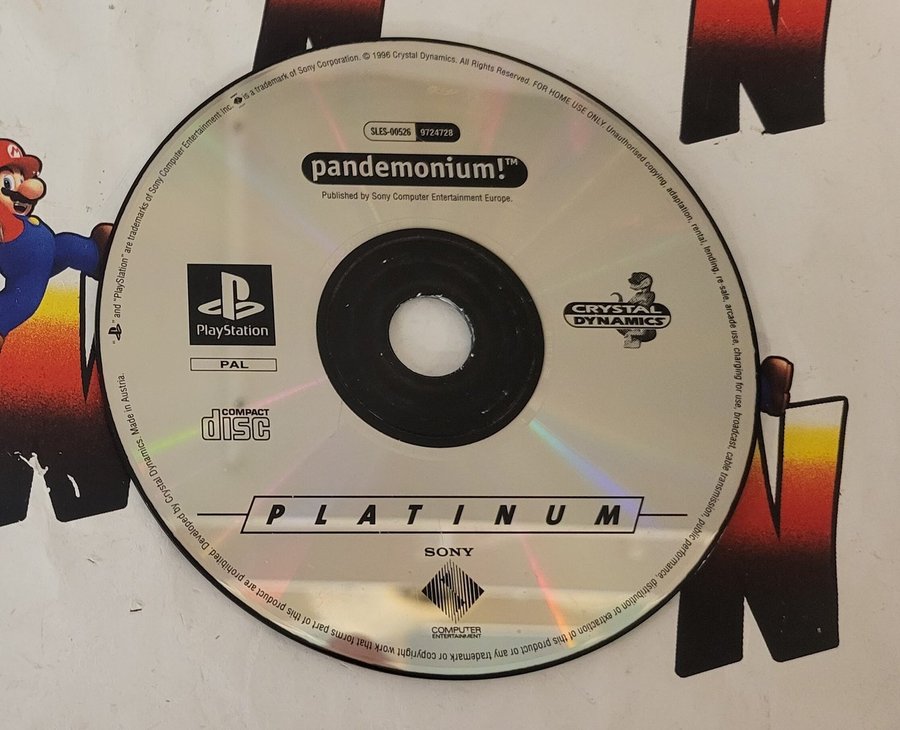 SLES-00526 9724728
pandemonium!™
Published by Sony Computer Entertainment Europe.
PlayStation
PAL
COMPACT
disc
CRYSTAL
DYNAMICS
PLATINUM
SONY
COMPUTER
ENTERTAINMENT
" " and "PlayStation" are trademarks of Sony Computer Entertainment Inc. is a trademark of Sony Corporation. © 1996 Crystal Dynamics. All Rights Reserved. FOR HOME USE ONLY. Unauthorised copying, adaptation, rental, lending, re-sale, arcade use, charging for use, broadcast, cable transmission, public performance, distribution or extraction of this product or any trademark or copyright work that forms part of this product are prohibited. Developed by Crystal Dynamics. Made in Austria.
M
N
N
N